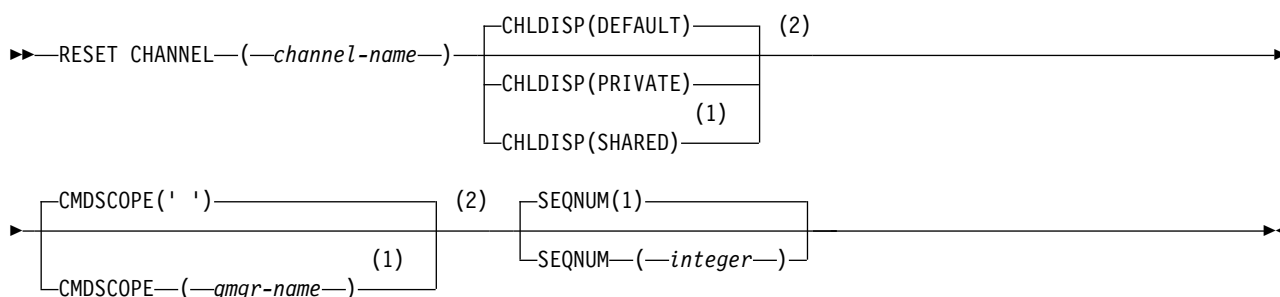 CHLDISP(DEFAULT) (2)
RESET CHANNEL ( channel-name )
CHLDISP(PRIVATE)
(1)
CHLDISP(SHARED)
CMDSCOPE(' ') (2) SEQNUM(1)
(1) SEQNUM ( integer )
CMDSCOPE ( qmgr-name )